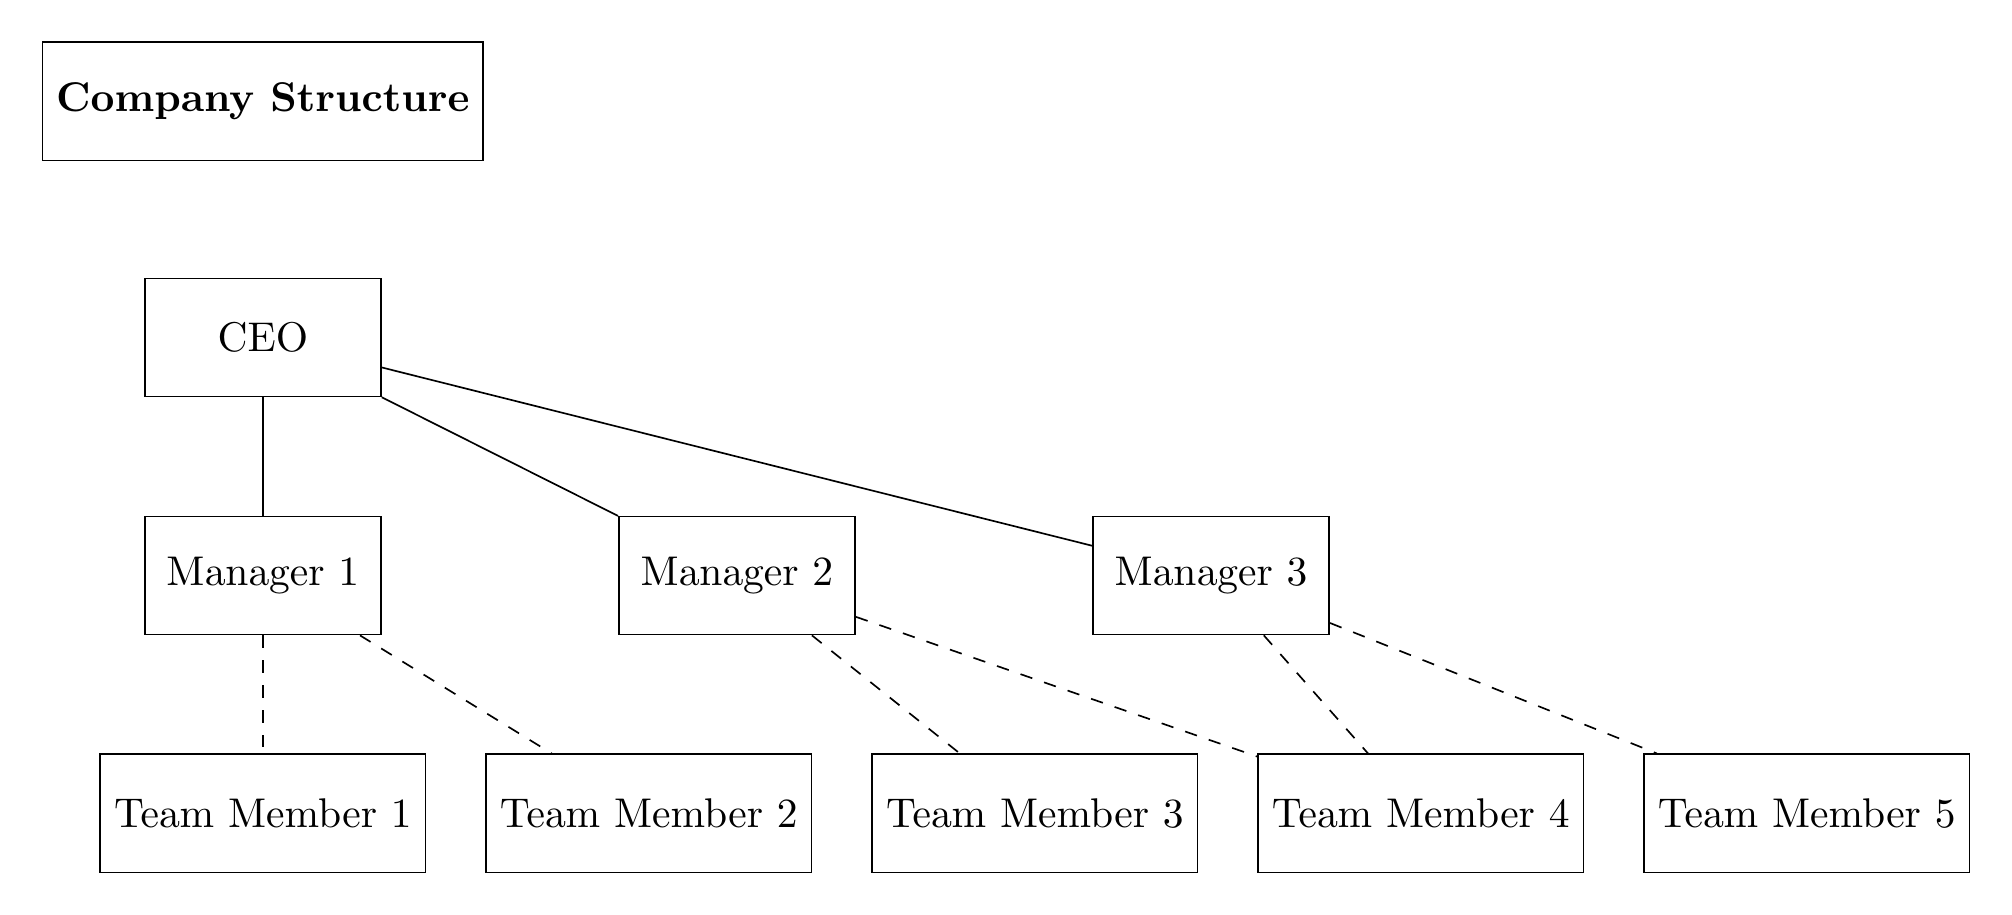 Company Structure
CEO
Manager 1
Manager 2
Manager 3
Team Member 1
Team Member 2
Team Member 3
Team Member 4
Team Member 5